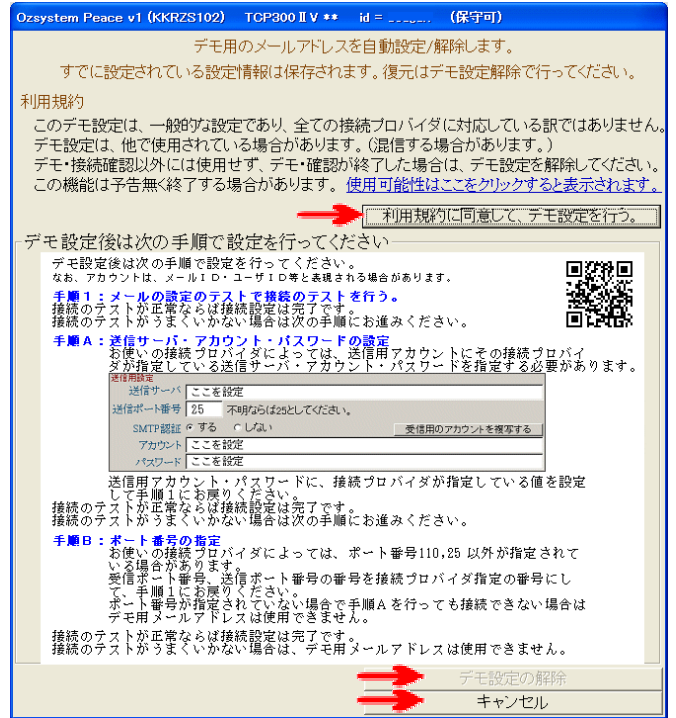 Ozsystem Peace v1 (KKRZS102) TCP300ⅡV ** id = (保守可)
デモ用のメールアドレスを自動設定/解除します。
すでに設定されている設定情報は保存されます。復元はデモ設定解除で行ってください。
利用規約
このデモ設定は、一般的な設定であり、全ての接続プロバイダに対応している訳ではありません。
デモ設定は、他で使用されている場合があります。(混信する場合があります。)
デモ・接続確認以外には使用せず、デモ・確認が終了した場合は、デモ設定を解除してください。
この機能は予告無く終了する場合があります。 使用可能性はここをクリックすると表示されます。
利用規約に同意して、デモ設定を行う。
デモ設定後は次の手順で設定を行ってください
デモ設定後は次の手順で設定を行ってください。
なお、アカウントは、メールID・ユーザID等と表現される場合があります。
手順1:メールの設定のテストで接続のテストを行う。
接続のテストが正常ならば接続設定は完了です。
接続のテストがうまくいかない場合は次の手順にお進みください。
手順A:送信サーバ・アカウント・パスワードの設定
お使いの接続プロバイダによっては、送信用アカウントにその接続プロバイ
ダが指定している送信サーバ・アカウント・パスワードを指定する必要があります。
送信用設定
送信サーバ ここを設定
送信ポート番号 25 不明ならば25としてください。
SMTP認証 する しない 受信用のアカウントを複写する
アカウント ここを設定
パスワード ここを設定
送信用アカウント・パスワードに、接続プロバイダが指定している値を設定
して手順1にお戻りください。
接続のテストが正常ならば接続設定は完了です。
接続のテストがうまくいかない場合は次の手順にお進みください。
手順B:ポート番号の指定
お使いの接続プロバイダによっては、ポート番号110,25 以外が指定されて
いる場合があります。
受信ポート番号、送信ポート番号の番号を接続プロバイダ指定の番号にし
て、手順1にお戻りください。
ポート番号が指定されていない場合で手順Aを行っても接続できない場合は
デモ用メールアドレスは使用できません。
接続のテストが正常ならば接続設定は完了です。
接続のテストがうまくいかない場合は、デモ用メールアドレスは使用できません。
デモ設定の解除
キャンセル